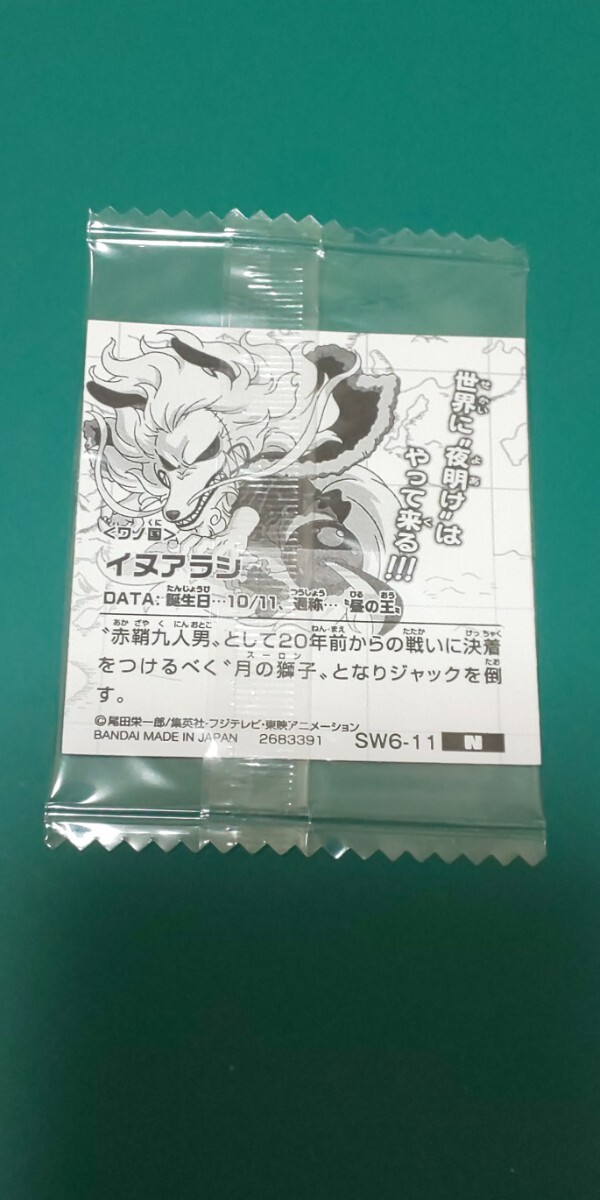 世界に〝夜明け〟は
やって来る!!!
<ワノ国>
イヌアラシ
DATA: 誕生日…10/11、通称…〝昼の王〟
〝赤鞘九人男〟として20年前からの戦いに決着
をつけるべく〝月の獅子〟となりジャックを倒
す。
©尾田栄一郎/集英社・フジテレビ・東映アニメーション
BANDAI MADE IN JAPAN 2683391 SW6-11 N